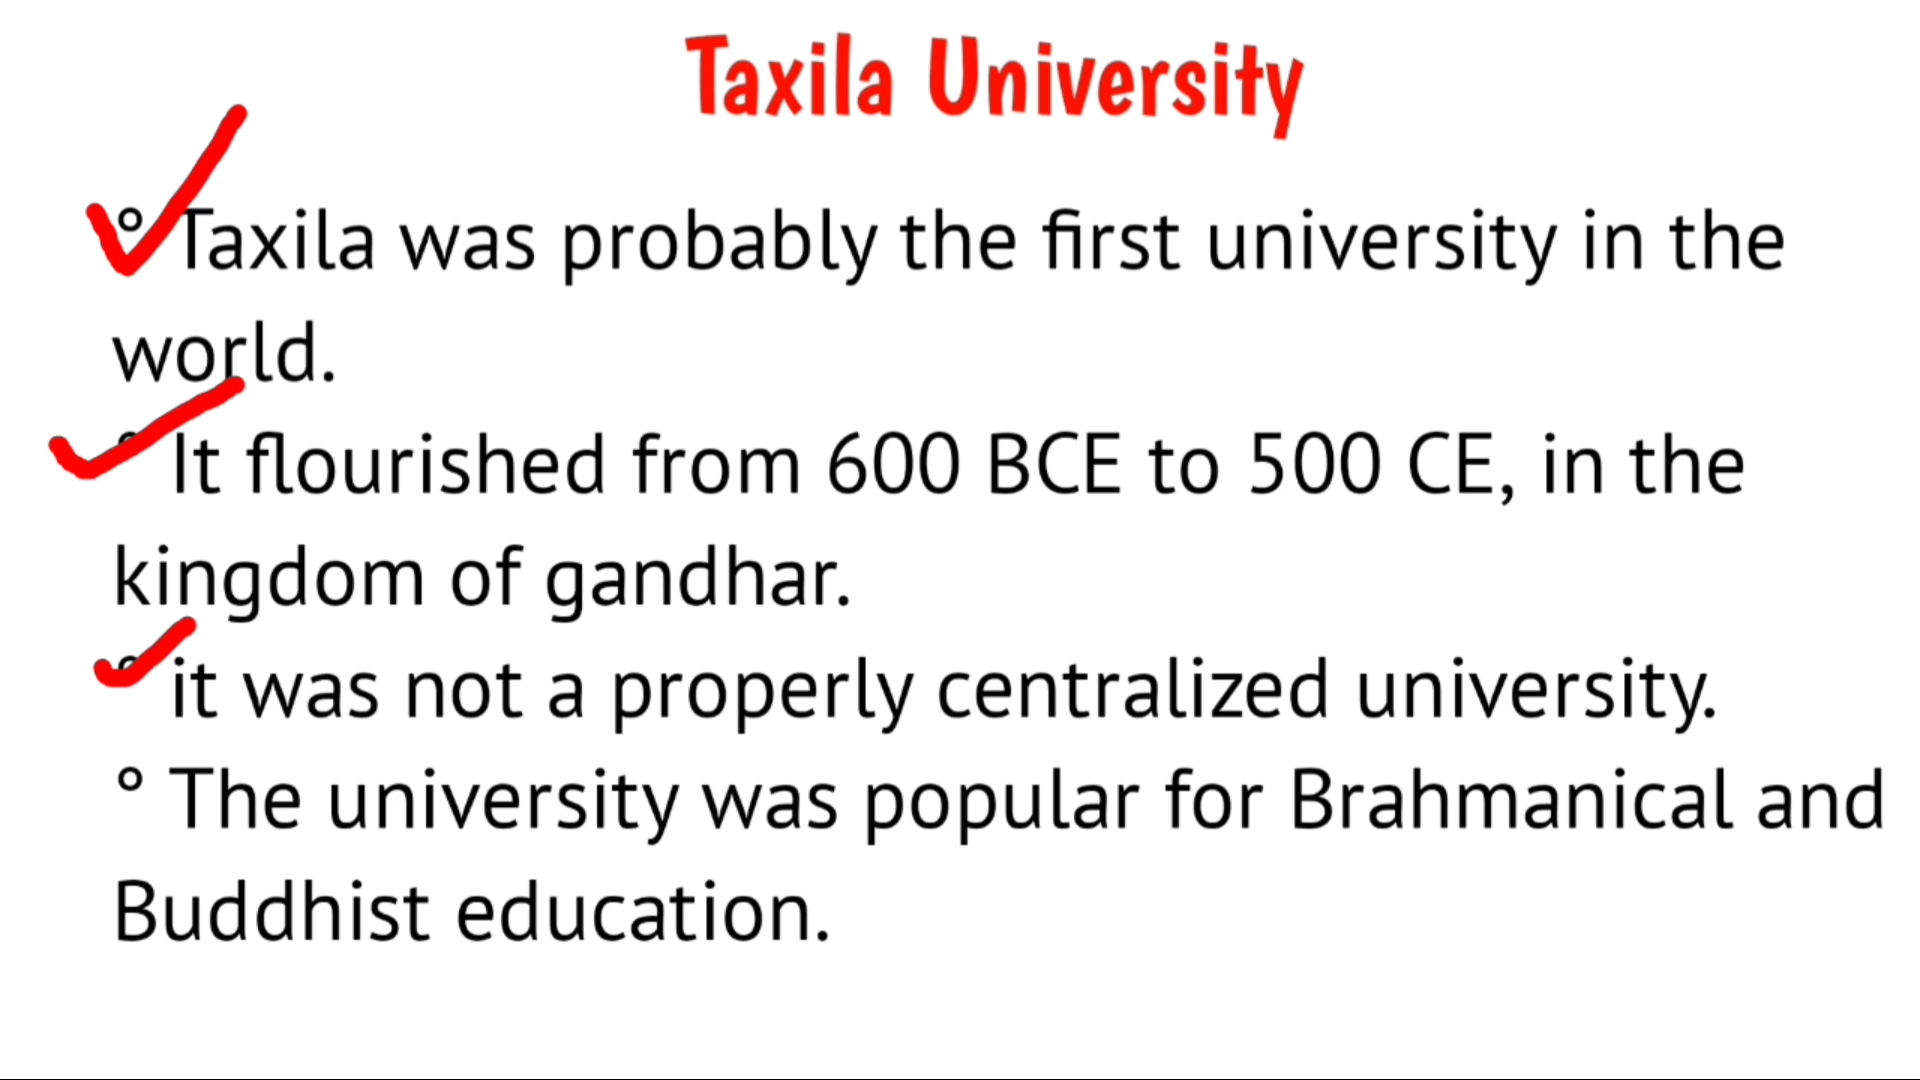 Taxila University
° Taxila was probably the first university in the
world.
° It flourished from 600 BCE to 500 CE, in the
kingdom of gandhar.
° it was not a properly centralized university.
° The university was popular for Brahmanical and
Buddhist education.